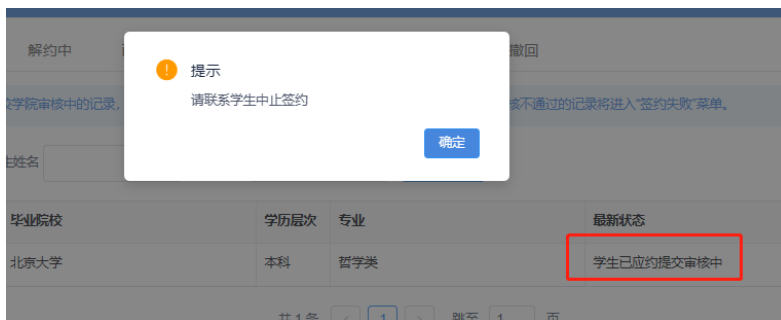 解约中
撤回
提示
请联系学生中止签约
确定
学院审核中的记录,
核不通过的记录将进入“签约失败”菜单。
生姓名
毕业院校
学历层次
专业
最新状态
北京大学
本科
哲学类
学生已应约提交审核中
共1条
1
跳至
1
页